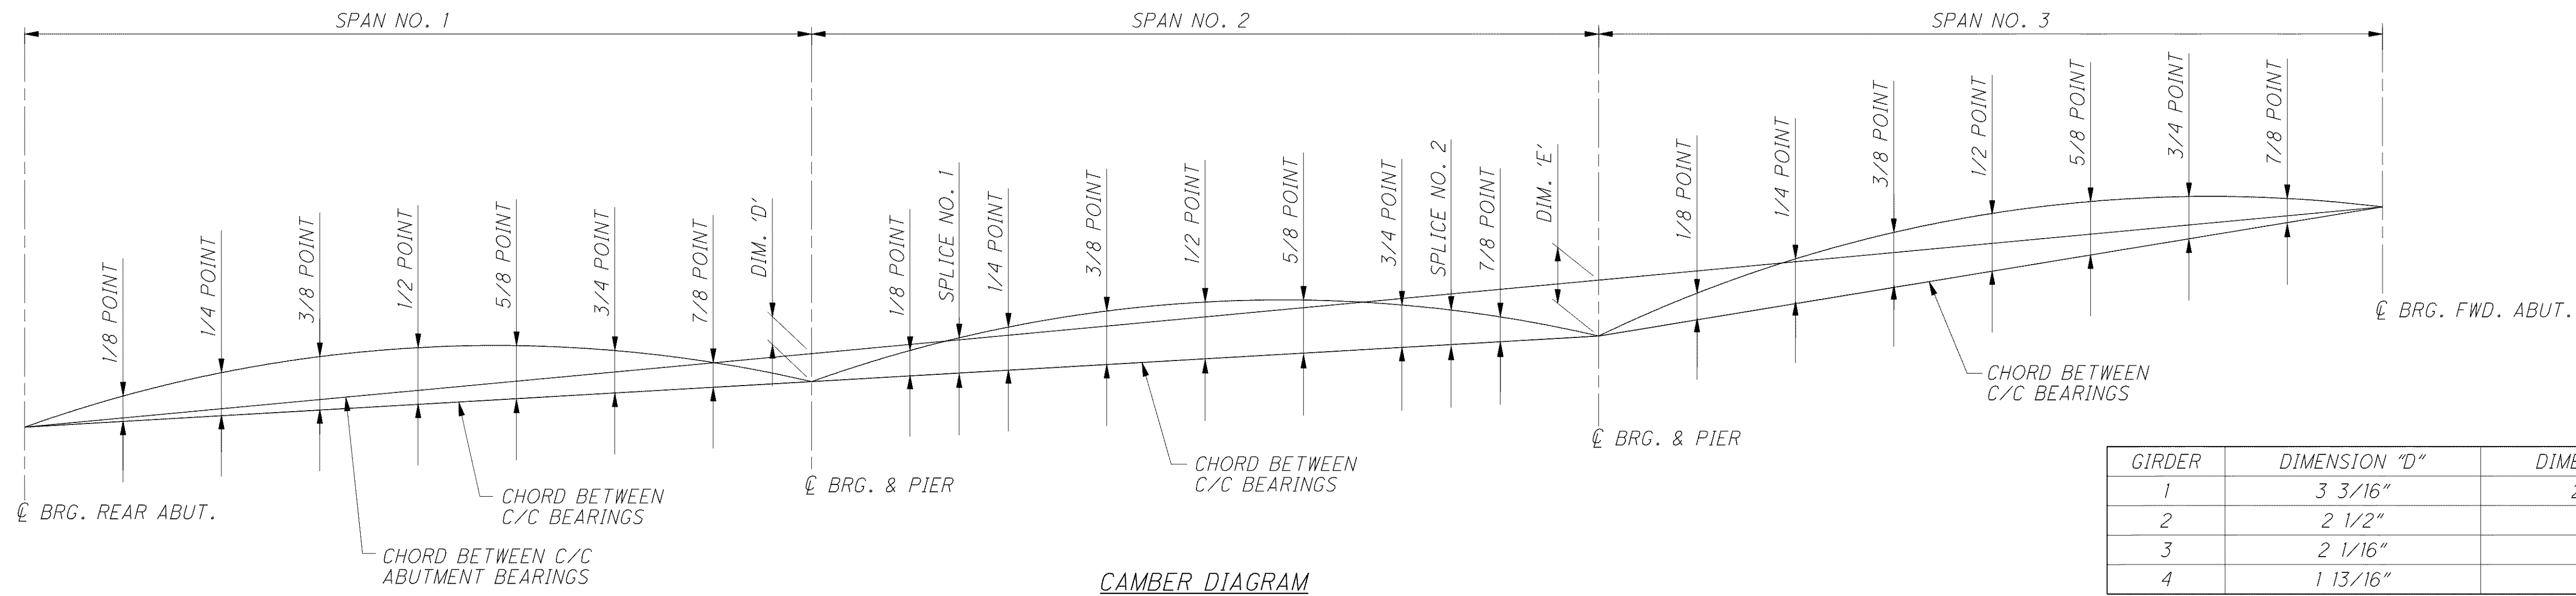 SPAN NO. 1
SPAN NO. 2
SPAN NO. 3
1/8 POINT
1/4 POINT
3/8 POINT
1/2 POINT
5/8 POINT
3/4 POINT
7/8 POINT
DIM. 'D'
1/8 POINT
SPLICE NO. 1
1/4 POINT
3/8 POINT
1/2 POINT
5/8 POINT
3/4 POINT
SPLICE NO. 2
7/8 POINT
DIM. 'E'
1/8 POINT
1/4 POINT
3/8 POINT
1/2 POINT
5/8 POINT
3/4 POINT
7/8 POINT
℄ BRG. REAR ABUT.
CHORD BETWEEN C/C
ABUTMENT BEARINGS
CHORD BETWEEN
C/C BEARINGS
℄ BRG. & PIER
CHORD BETWEEN
C/C BEARINGS
℄ BRG. & PIER
CHORD BETWEEN
C/C BEARINGS
℄ BRG. FWD. ABUT.
CAMBER DIAGRAM
GIRDER DIMENSION "D"
1 3 3/16"
2 2 1/2"
3 2 1/16"
4 1 13/16"